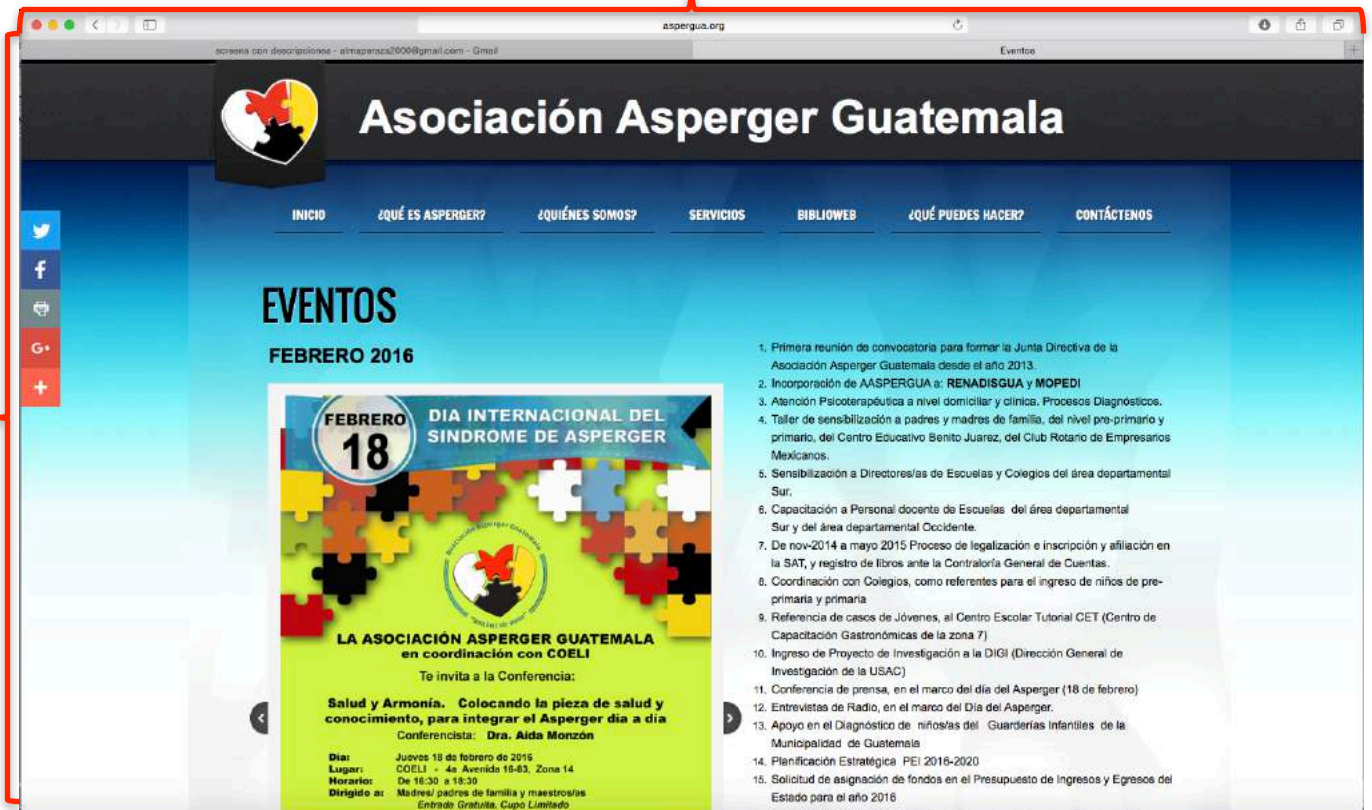 aspergua.org
screens con descripciones - almaperaza2000@gmail.com - Gmail
Eventos
Asociación Asperger Guatemala
INICIO
¿QUÉ ES ASPERGER?
¿QUIÉNES SOMOS?
SERVICIOS
BIBLIOWEB
¿QUÉ PUEDES HACER?
CONTÁCTENOS
EVENTOS
FEBRERO 2016
FEBRERO
18
DIA INTERNACIONAL DEL
SINDROME DE ASPERGER
Asociación Asperger Guatemala
LA ASOCIACIÓN ASPERGER GUATEMALA
en coordinación con COELI
Te invita a la Conferencia:
Salud y Armonía. Colocando la pieza de salud y
conocimiento, para integrar el Asperger día a día
Conferencista: Dra. Aida Monzón
Día: Jueves 18 de febrero de 2016
Lugar: COELI - 4a Avenida 16-83, Zona 14
Horario: De 16:30 a 18:30
Dirigido a: Madres/ padres de familia y maestros/as
Entrada Gratuita. Cupo Limitado
1. Primera reunión de convocatoria para formar la Junta Directiva de la
Asociación Asperger Guatemala desde el año 2013.
2. Incorporación de AASPERGUA a: RENADISGUA y MOPEDI
3. Atención Psicoterapéutica a nivel domiciliar y clínica. Procesos Diagnósticos.
4. Taller de sensibilización a padres y madres de familia, del nivel pre-primario y
primario, del Centro Educativo Benito Juarez, del Club Rotario de Empresarios
Mexicanos.
5. Sensibilización a Directores/as de Escuelas y Colegios del área departamental
Sur.
6. Capacitación a Personal docente de Escuelas del área departamental
Sur y del área departamental Occidente.
7. De nov-2014 a mayo 2015 Proceso de legalización e inscripción y afiliación en
la SAT, y registro de libros ante la Contraloría General de Cuentas.
8. Coordinación con Colegios, como referentes para el ingreso de niños de pre-
primaria y primaria
9. Referencia de casos de Jóvenes, al Centro Escolar Tutorial CET (Centro de
Capacitación Gastronómicas de la zona 7)
10. Ingreso de Proyecto de Investigación a la DIGI (Dirección General de
Investigación de la USAC)
11. Conferencia de prensa, en el marco del día del Asperger (18 de febrero)
12. Entrevistas de Radio, en el marco del Día del Asperger.
13. Apoyo en el Diagnóstico de niños/as del Guarderías Infantiles de la
Municipalidad de Guatemala
14. Planificación Estratégica PEI 2016-2020
15. Solicitud de asignación de fondos en el Presupuesto de Ingresos y Egresos del
Estado para el año 2016